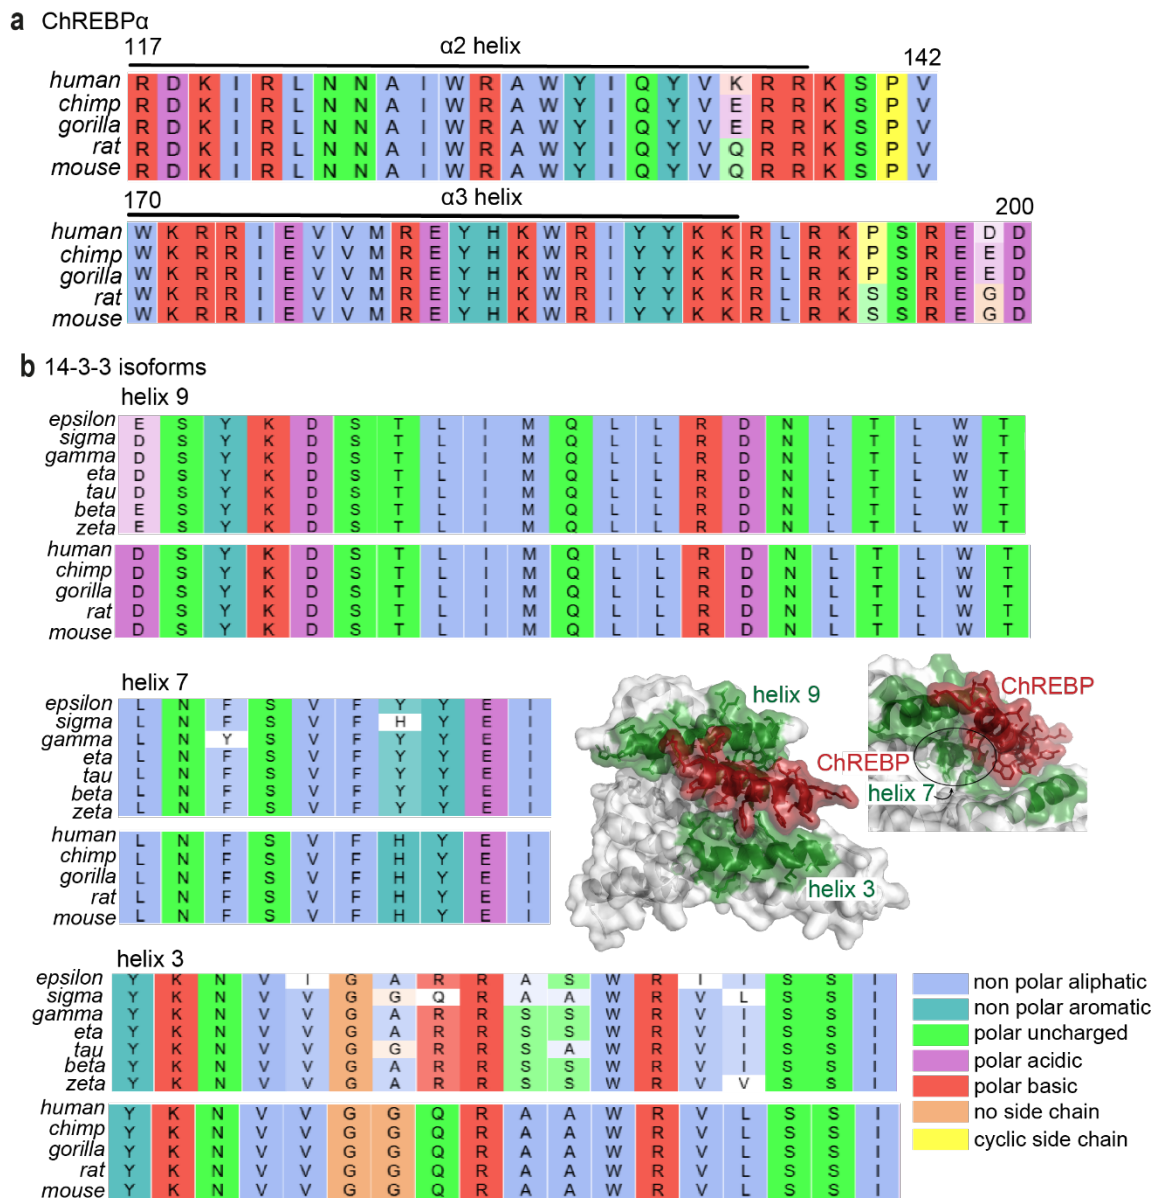 a ChREBPα
117 α2 helix 142
human R D K I R L N N A I W R A W Y I Q Y V K R R K S P V
chimp R D K I R L N N A I W R A W Y I Q Y V E R R K S P V
gorilla R D K I R L N N A I W R A W Y I Q Y V E R R K S P V
rat R D K I R L N N A I W R A W Y I Q Y V Q R R K S P V
mouse R D K I R L N N A I W R A W Y I Q Y V Q R R K S P V
170 α3 helix 200
human W K R R I E V V M R E Y H K W R I Y Y K K R L R K P S R E D D
chimp W K R R I E V V M R E Y H K W R I Y Y K K R L R K P S R E E D
gorilla W K R R I E V V M R E Y H K W R I Y Y K K R L R K P S R E E D
rat W K R R I E V V M R E Y H K W R I Y Y K K R L R K S S R E G D
mouse W K R R I E V V M R E Y H K W R I Y Y K K R L R K S S R E G D
b 14-3-3 isoforms
helix 9
epsilon E S Y K D S T L I M Q L L R D N L T L W T
sigma D S Y K D S T L I M Q L L R D N L T L W T
gamma D S Y K D S T L I M Q L L R D N L T L W T
eta D S Y K D S T L I M Q L L R D N L T L W T
tau D S Y K D S T L I M Q L L R D N L T L W T
beta E S Y K D S T L I M Q L L R D N L T L W T
zeta E S Y K D S T L I M Q L L R D N L T L W T
human D S Y K D S T L I M Q L L R D N L T L W T
chimp D S Y K D S T L I M Q L L R D N L T L W T
gorilla D S Y K D S T L I M Q L L R D N L T L W T
rat D S Y K D S T L I M Q L L R D N L T L W T
mouse D S Y K D S T L I M Q L L R D N L T L W T
helix 7
epsilon L N F S V F Y Y E I
sigma L N F S V F H Y E I
gamma L N Y S V F Y Y E I
eta L N F S V F Y Y E I
tau L N F S V F Y Y E I
beta L N F S V F Y Y E I
zeta L N F S V F Y Y E I
human L N F S V F H Y E I
chimp L N F S V F H Y E I
gorilla L N F S V F H Y E I
rat L N F S V F H Y E I
mouse L N F S V F H Y E I
helix 9
ChREBP
helix 3
ChREBP
helix 7
helix 3
epsilon Y K N V I G A R R A S W R I I S S I
sigma Y K N V V G G Q R A A W R V L S S I
gamma Y K N V V G A R R S S W R V I S S I
eta Y K N V V G A R R S S W R V I S S I
tau Y K N V V G G R R S A W R V I S S I
beta Y K N V V G A R R S S W R V I S S I
zeta Y K N V V G A R R S S W R V V S S I
human Y K N V V G G Q R A A W R V L S S I
chimp Y K N V V G G Q R A A W R V L S S I
gorilla Y K N V V G G Q R A A W R V L S S I
rat Y K N V V G G Q R A A W R V L S S I
mouse Y K N V V G G Q R A A W R V L S S I
non polar aliphatic
non polar aromatic
polar uncharged
polar acidic
polar basic
no side chain
cyclic side chain